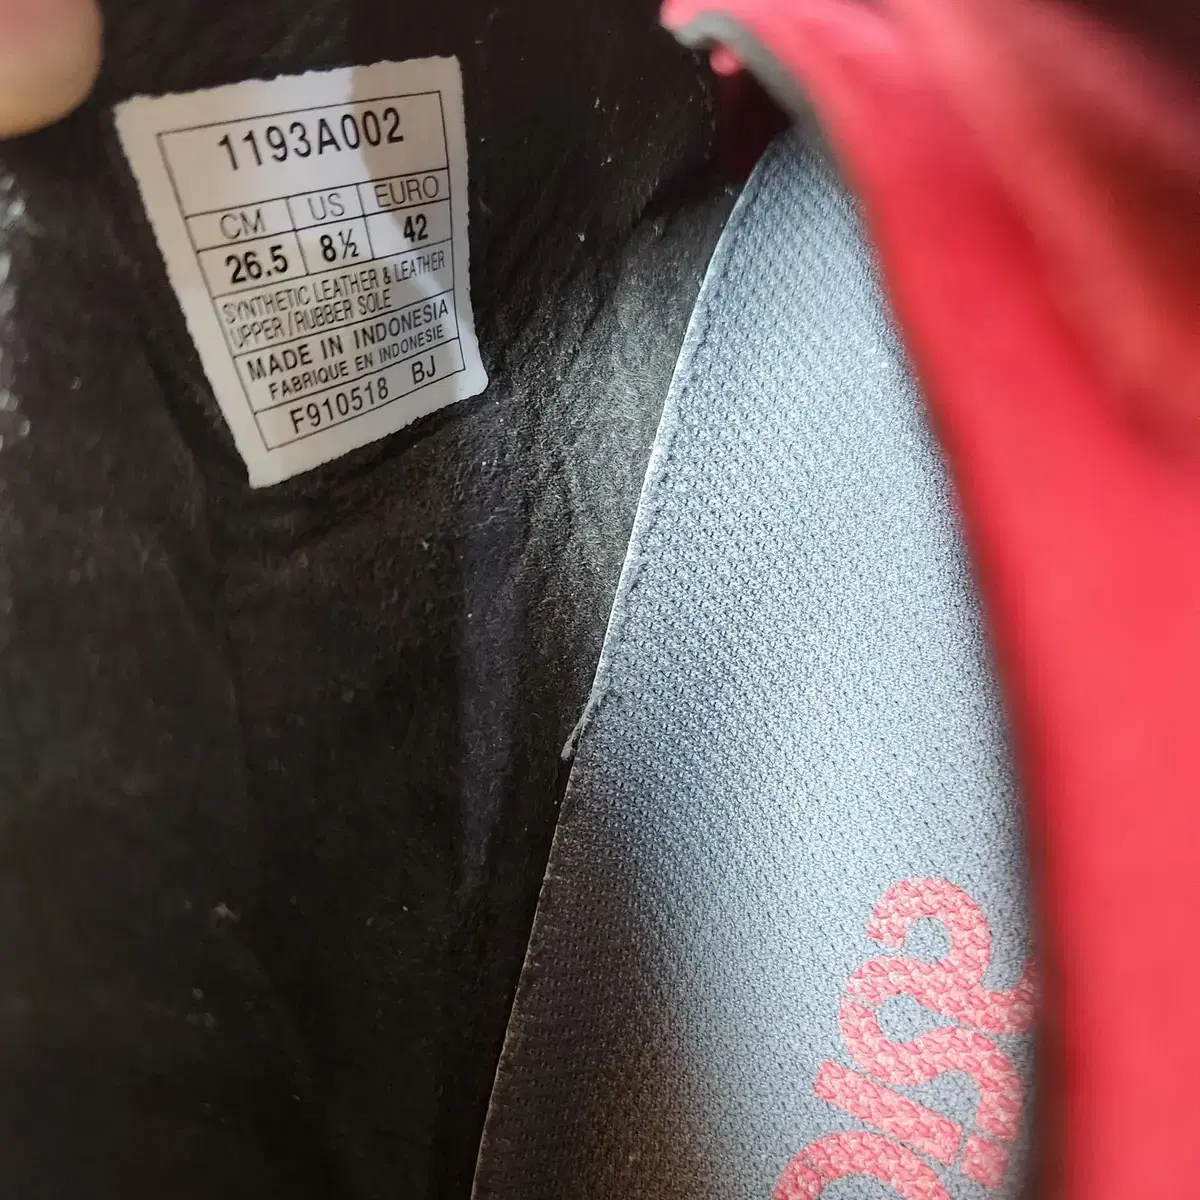 1193A002
CM US EURO
26.5 8½ 42
SYNTHETIC LEATHER & LEATHER
UPPER / RUBBER SOLE
MADE IN INDONESIA
FABRIQUE EN INDONESIE
F910518 BJ